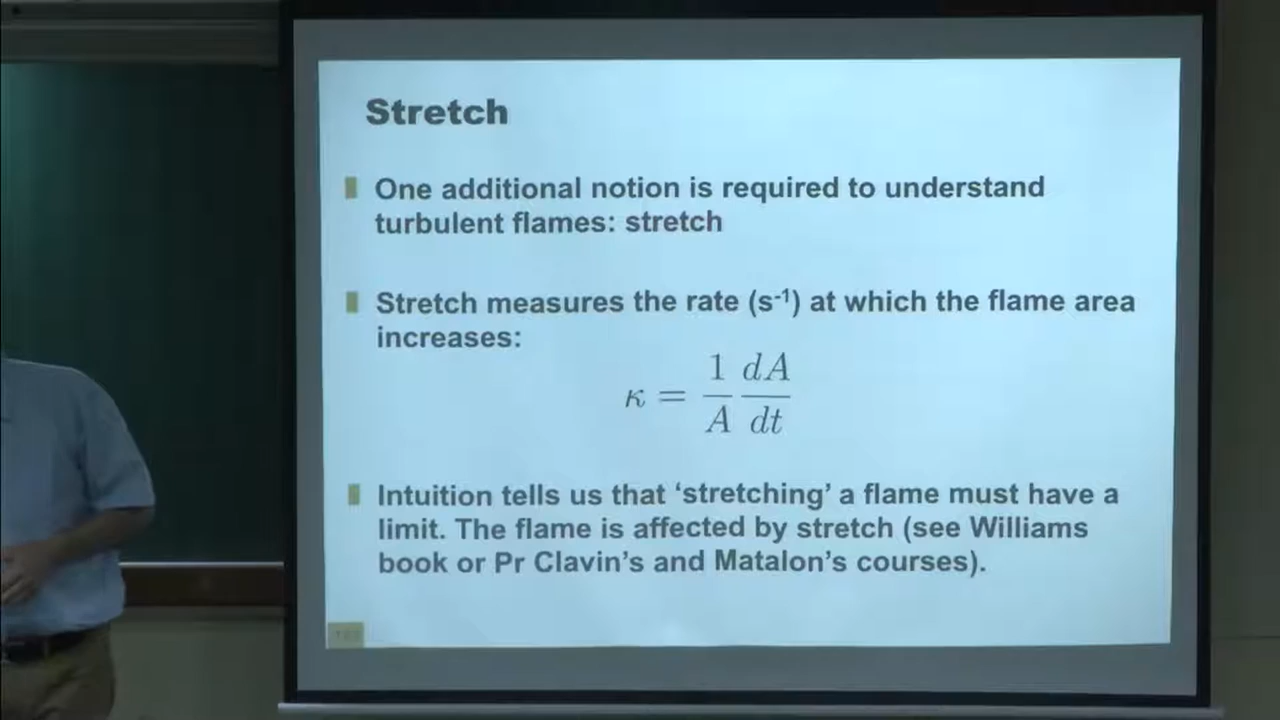 Stretch
One additional notion is required to understand
turbulent flames: stretch
Stretch measures the rate (s⁻¹) at which the flame area
increases:
κ = 1/A dA/dt
Intuition tells us that ‘stretching’ a flame must have a
limit. The flame is affected by stretch (see Williams
book or Pr Clavin’s and Matalon’s courses).